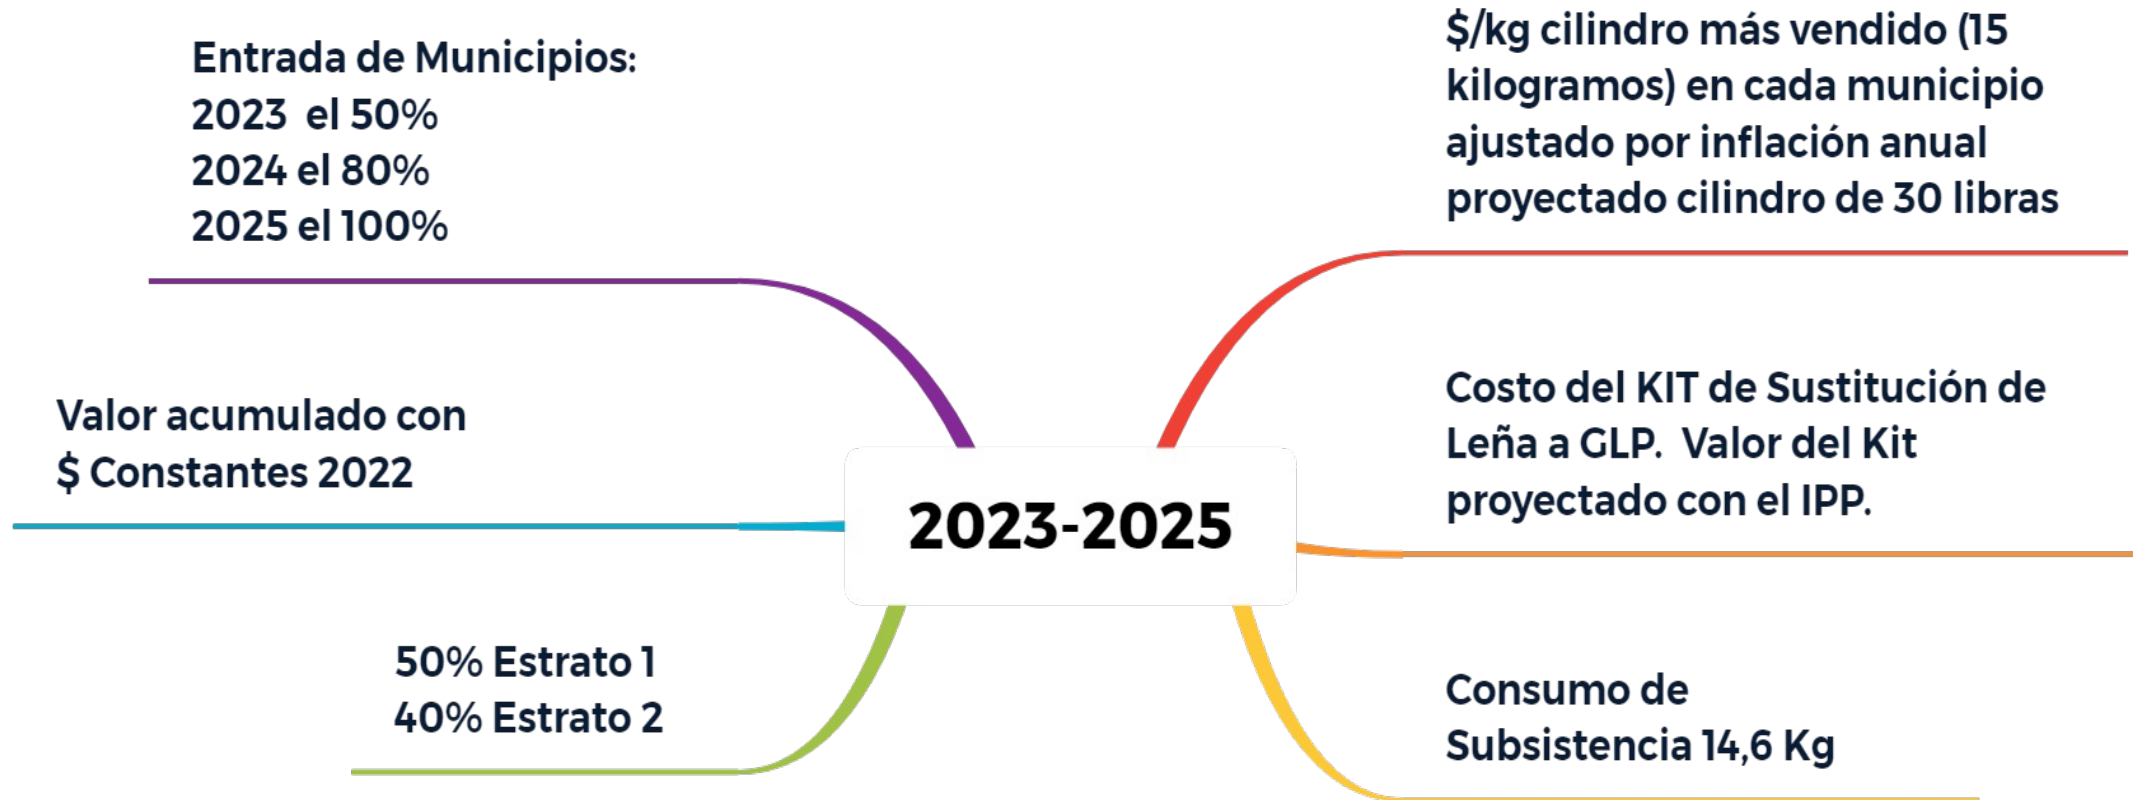 Entrada de Municipios:
2023 el 50%
2024 el 80%
2025 el 100%
Valor acumulado con
$ Constantes 2022
50% Estrato 1
40% Estrato 2
2023-2025
$/kg cilindro más vendido (15
kilogramos) en cada municipio
ajustado por inflación anual
proyectado cilindro de 30 libras
Costo del KIT de Sustitución de
Leña a GLP. Valor del Kit
proyectado con el IPP.
Consumo de
Subsistencia 14,6 Kg